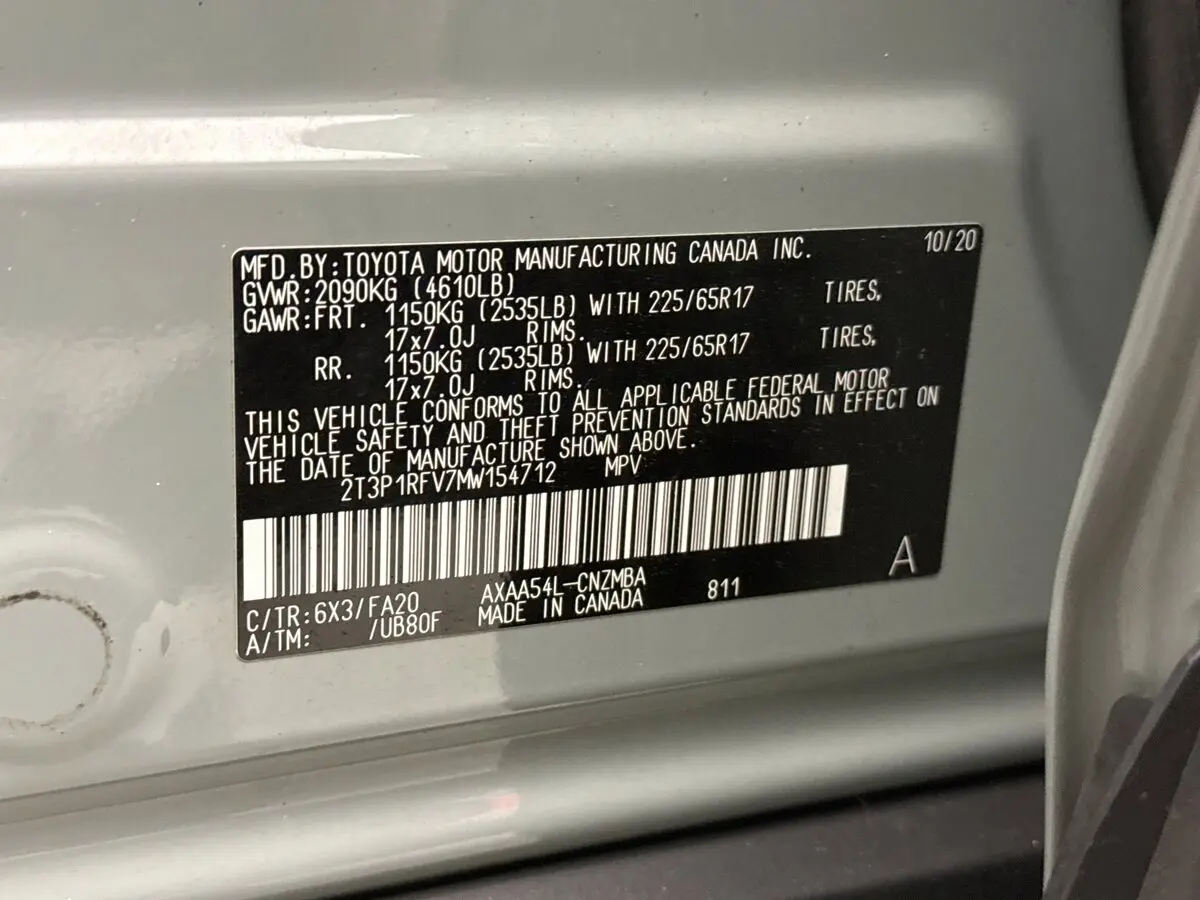 MFD.BY:TOYOTA MOTOR MANUFACTURING CANADA INC. 10/20
GVWR:2090KG (4610LB)
GAWR:FRT. 1150KG (2535LB) WITH 225/65R17 TIRES,
17x7.0J RIMS.
RR. 1150KG (2535LB) WITH 225/65R17 TIRES,
17x7.0J RIMS.
THIS VEHICLE CONFORMS TO ALL APPLICABLE FEDERAL MOTOR
VEHICLE SAFETY AND THEFT PREVENTION STANDARDS IN EFFECT ON
THE DATE OF MANUFACTURE SHOWN ABOVE.
2T3P1RFV7MW154712 MPV
A
C/TR:6X3/FA20 AXAA54L-CNZMBA 811
A/TM: /UB80F MADE IN CANADA